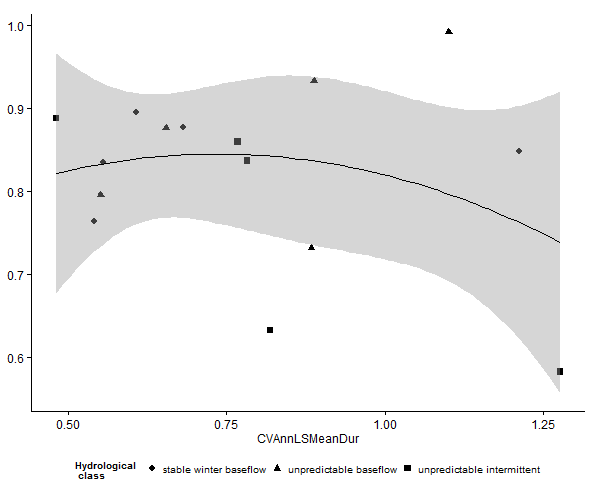 1.0
0.9
0.8
0.7
0.6
0.50 0.75 1.00 1.25
CVAnnLSMeanDur
Hydrological
class
stable winter baseflow unpredictable baseflow unpredictable intermittent